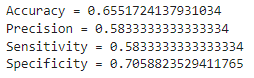 Accuracy = 0.6551724137931034
Precision = 0.5833333333333334
Sensitivity = 0.5833333333333334
Specificity = 0.7058823529411765